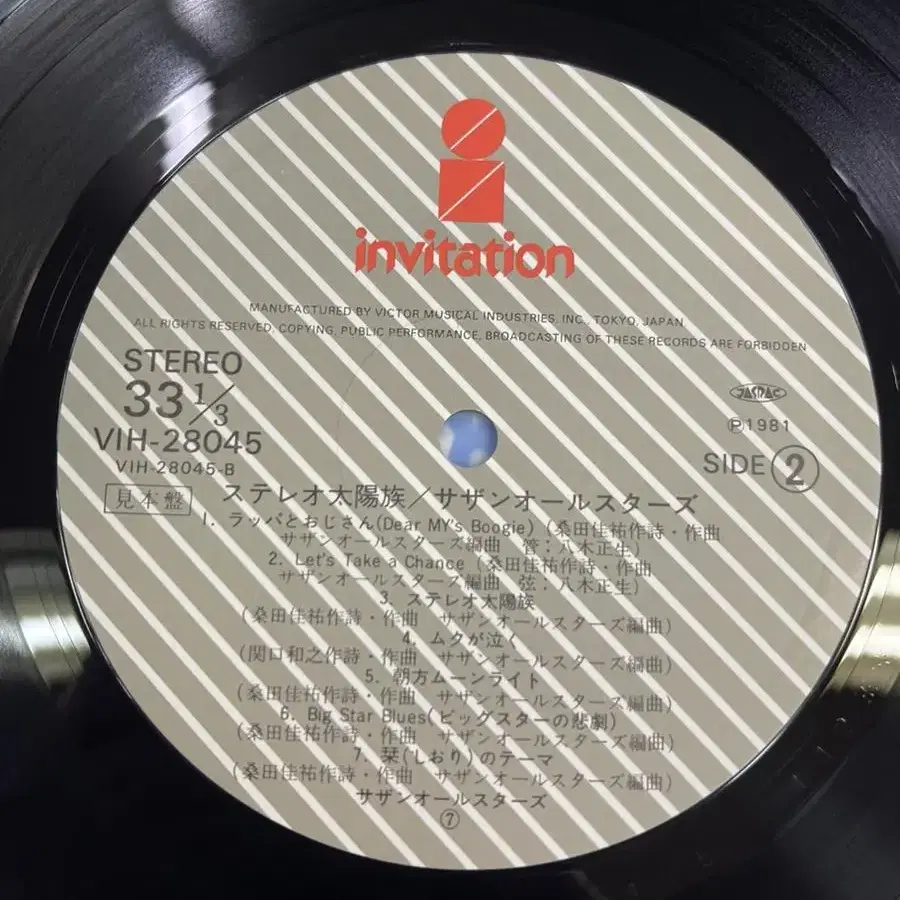 invitation
MANUFACTURED BY VICTOR MUSICAL INDUSTRIES, INC., TOKYO, JAPAN
ALL RIGHTS RESERVED. COPYING, PUBLIC PERFORMANCE, BROADCASTING OF THESE RECORDS ARE FORBIDDEN
STEREO
33 1/3
VIH-28045
VIH-28045-B
JASRAC
Ⓟ1981
SIDE 2
見本盤
ステレオ太陽族／サザンオールスターズ
1. ラッパとおじさん(Dear MY's Boogie) (桑田佳祐作詩・作曲
サザンオールスターズ編曲 管：八木正生)
2. Let's Take a Chance (桑田佳祐作詩・作曲
サザンオールスターズ編曲 弦：八木正生)
3. ステレオ太陽族
(桑田佳祐作詩・作曲 サザンオールスターズ編曲)
4. ムクが泣く
(関口和之作詩・作曲 サザンオールスターズ編曲)
5. 朝方ムーンライト
(桑田佳祐作詩・作曲 サザンオールスターズ編曲)
6. Big Star Blues(ビッグスターの悲劇)
(桑田佳祐作詩・作曲 サザンオールスターズ編曲)
7. 栞(しおり)のテーマ
(桑田佳祐作詩・作曲 サザンオールスターズ編曲)
サザンオールスターズ
⑦